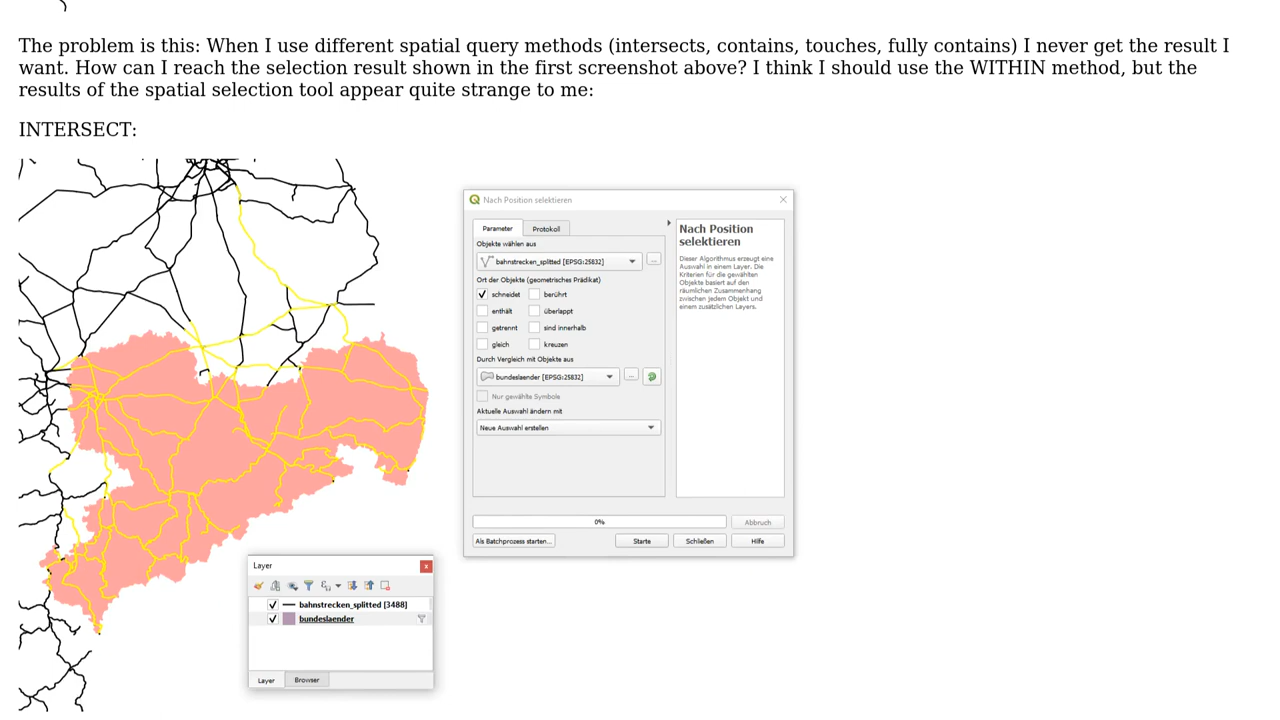 The problem is this: When I use different spatial query methods (intersects, contains, touches, fully contains) I never get the result I
want. How can I reach the selection result shown in the first screenshot above? I think I should use the WITHIN method, but the
results of the spatial selection tool appear quite strange to me:
INTERSECT:
Nach Position selektieren
Parameter
Protokoll
Objekte wählen aus
bahnstrecken_splitted [EPSG:25832]
...
Ort der Objekte (geometrisches Prädikat)
schneidet
berührt
enthält
überlappt
getrennt
sind innerhalb
gleich
kreuzen
Durch Vergleich mit Objekte aus
bundeslaender [EPSG:25832]
...
Nur gewählte Symbole
Aktuelle Auswahl ändern mit
Neue Auswahl erstellen
Nach Position
selektieren
Dieser Algorithmus erzeugt eine
Auswahl in einem Layer. Die
Kriterien für die gewählten
Objekte basiert auf den
räumlichen Zusammenhang
zwischen jedem Objekt und
einem zusätzlichen Layers.
0%
Abbruch
Als Batchprozess starten...
Starte
Schließen
Hilfe
Layer
bahnstrecken_splitted [3488]
bundeslaender
Layer
Browser